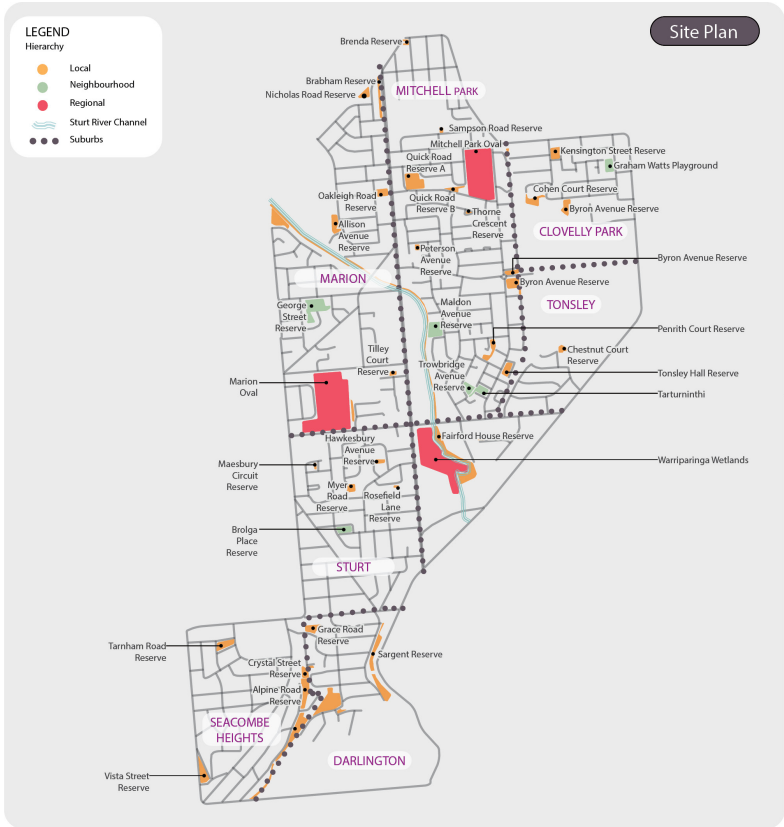 Site Plan
LEGEND
Hierarchy
Local
Neighbourhood
Regional
Sturt River Channel
Suburbs
Brenda Reserve
Brabham Reserve
Nicholas Road Reserve
MITCHELL PARK
Sampson Road Reserve
Mitchell Park Oval
Kensington Street Reserve
Graham Watts Playground
Quick Road
Reserve A
Oakleigh Road
Reserve
Quick Road
Reserve B
Cohen Court Reserve
Byron Avenue Reserve
Thorne
Crescent
Reserve
Allison
Avenue
Reserve
CLOVELLY PARK
Peterson
Avenue
Reserve
Byron Avenue Reserve
MARION
Byron Avenue Reserve
George
Street
Reserve
Maldon
Avenue
Reserve
TONSLEY
Penrith Court Reserve
Tilley
Court
Reserve
Chestnut Court
Reserve
Trowbridge
Avenue
Reserve
Tonsley Hall Reserve
Marion
Oval
Tarturninthi
Hawkesbury
Avenue
Reserve
Fairford House Reserve
Maesbury
Circuit
Reserve
Warriparinga Wetlands
Myer
Road
Reserve
Rosefield
Lane
Reserve
Brolga
Place
Reserve
STURT
Grace Road
Reserve
Tarnham Road
Reserve
Sargent Reserve
Crystal Street
Reserve
Alpine Road
Reserve
SEACOMBE
HEIGHTS
DARLINGTON
Vista Street
Reserve